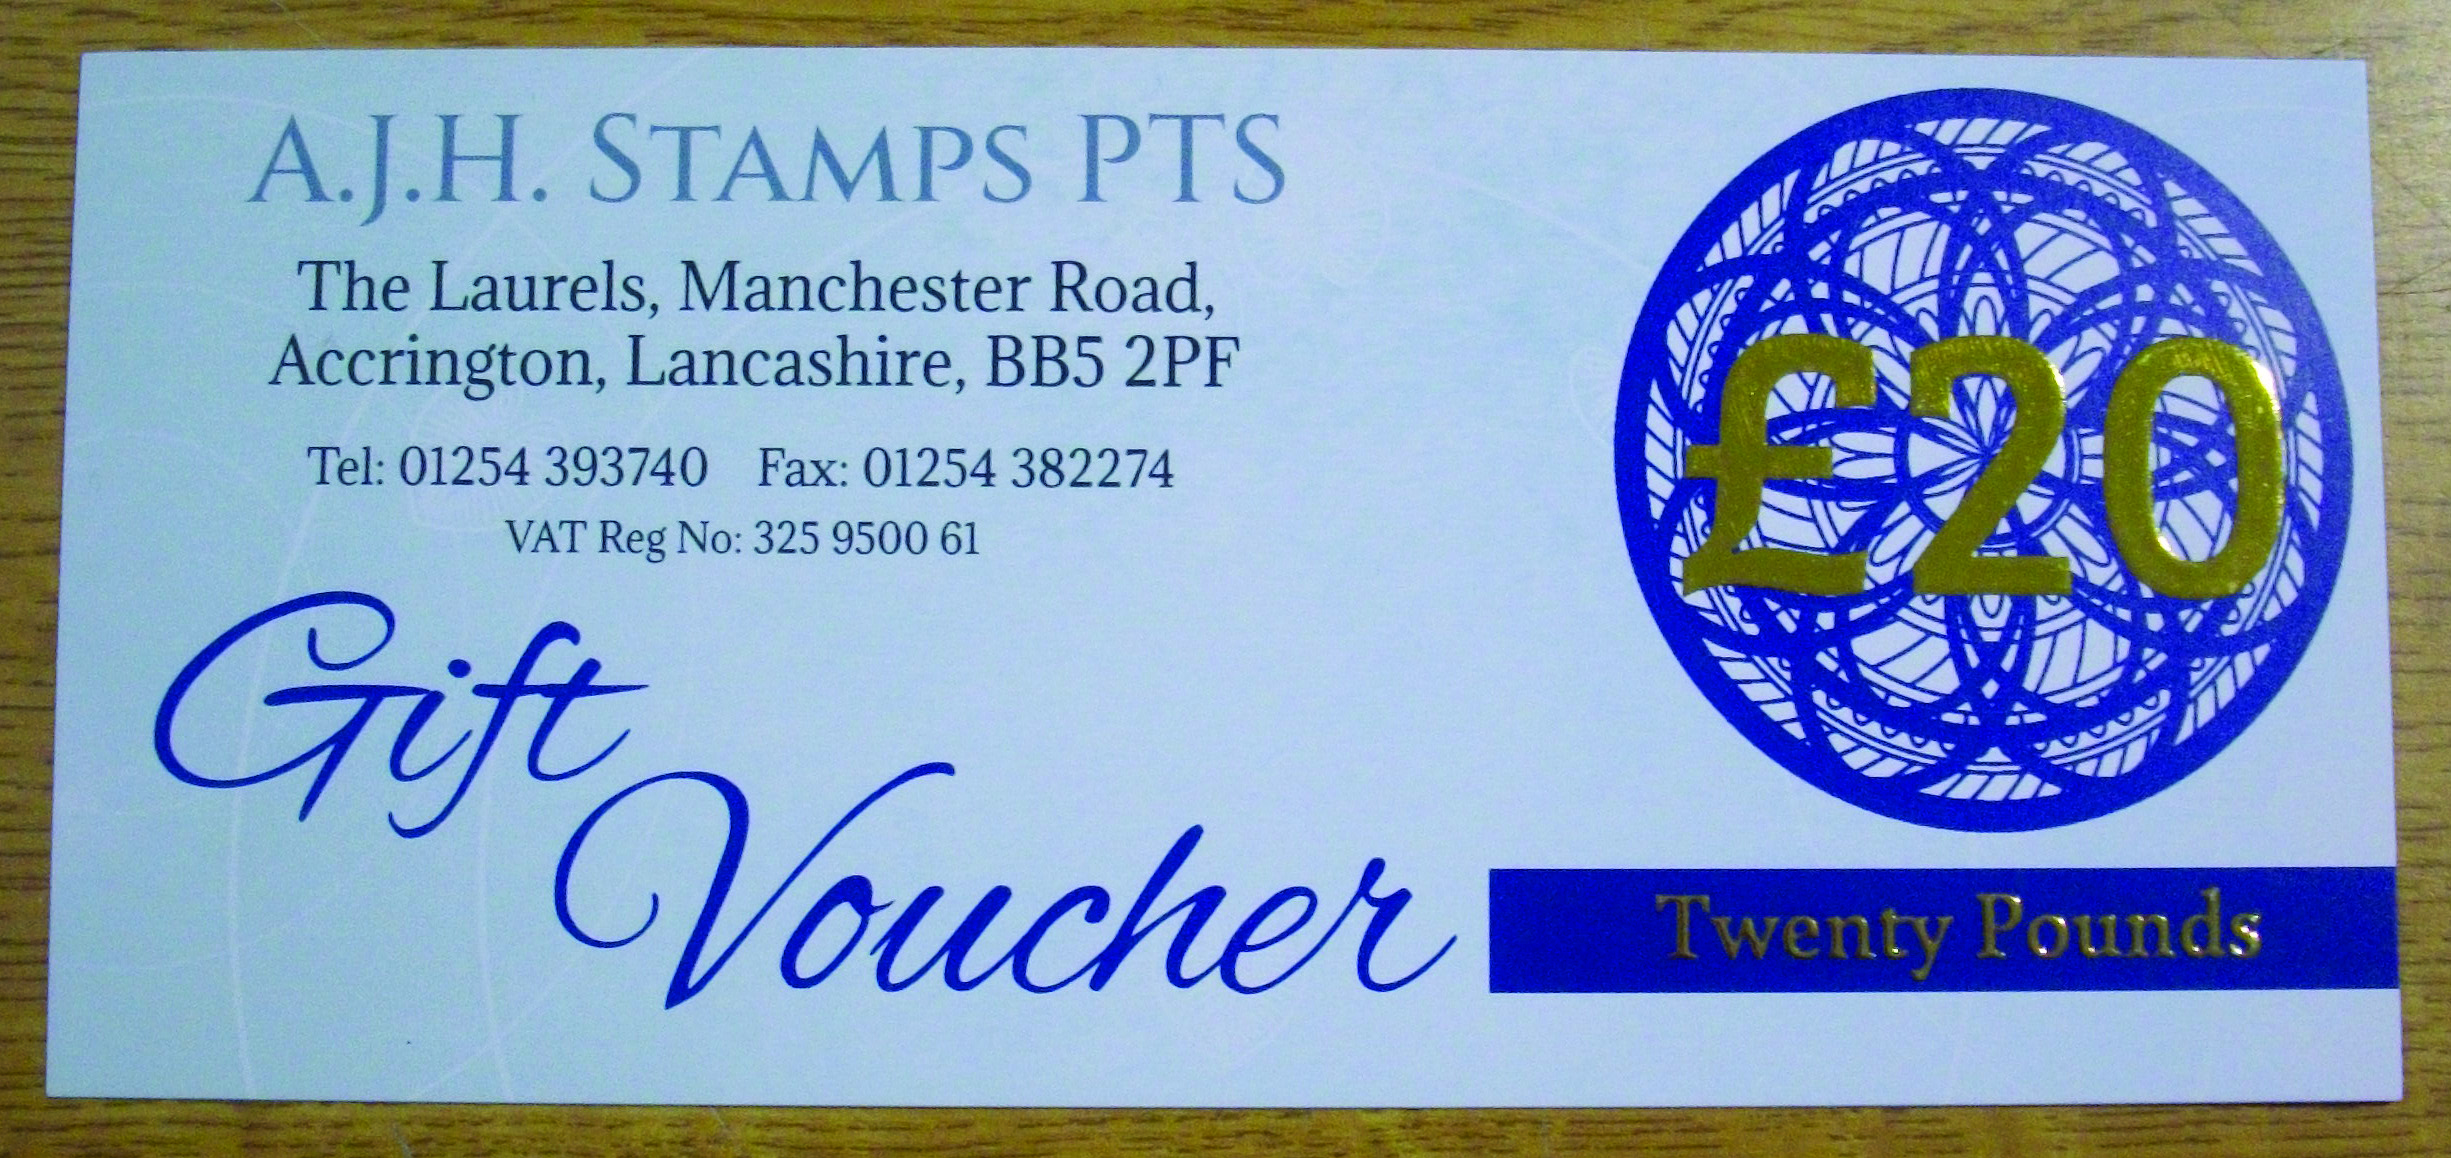 A.J.H. STAMPS PTS
The Laurels, Manchester Road,
Accrington, Lancashire, BB5 2PF
Tel: 01254 393740 Fax: 01254 382274
VAT Reg No: 325 9500 61
Gift
Voucher
£20
Twenty Pounds